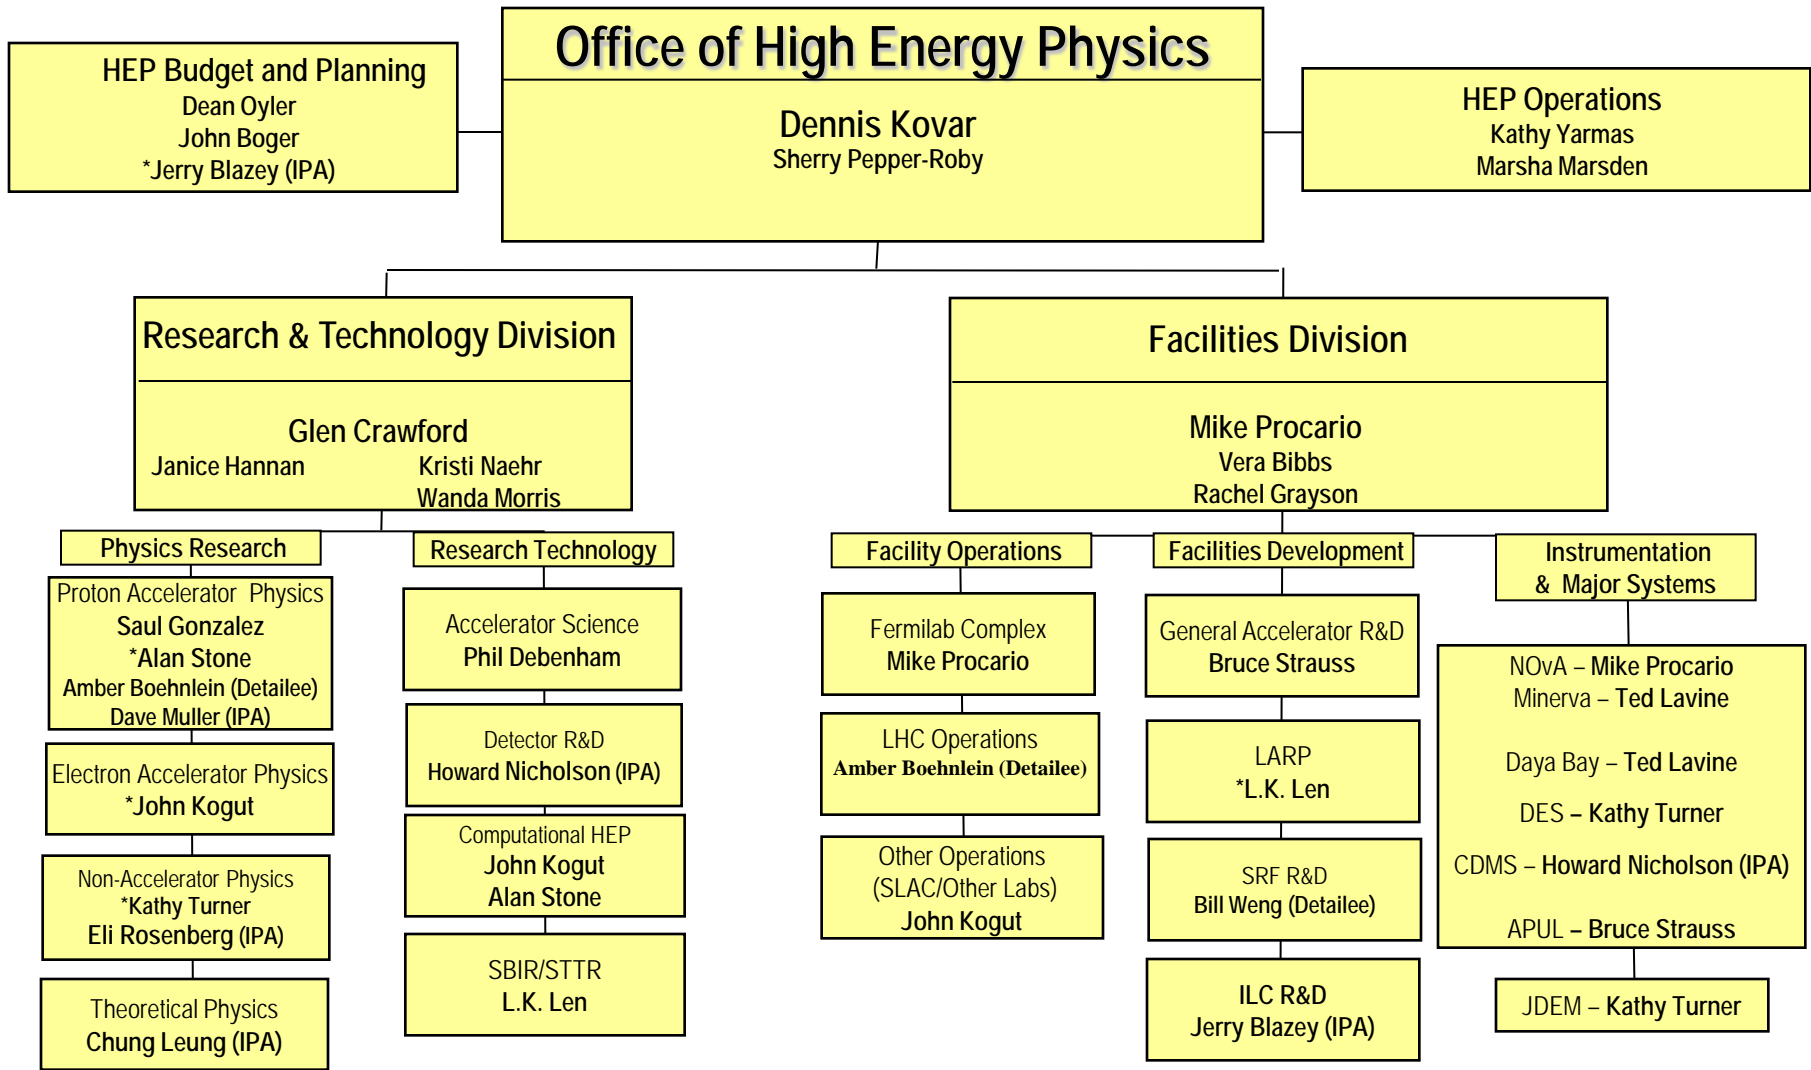 Office of High Energy Physics
Dennis Kovar
Sherry Pepper-Roby
HEP Budget and Planning
Dean Oyler
John Boger
*Jerry Blazey (IPA)
HEP Operations
Kathy Yarmas
Marsha Marsden
Research & Technology Division
Glen Crawford
Janice Hannan Kristi Naehr
Wanda Morris
Facilities Division
Mike Procario
Vera Bibbs
Rachel Grayson
Physics Research
Proton Accelerator Physics
Saul Gonzalez
*Alan Stone
Amber Boehnlein (Detailee)
Dave Muller (IPA)
Electron Accelerator Physics
*John Kogut
Non-Accelerator Physics
*Kathy Turner
Eli Rosenberg (IPA)
Theoretical Physics
Chung Leung (IPA)
Research Technology
Accelerator Science
Phil Debenham
Detector R&D
Howard Nicholson (IPA)
Computational HEP
John Kogut
Alan Stone
SBIR/STTR
L.K. Len
Facility Operations
Fermilab Complex
Mike Procario
LHC Operations
Amber Boehnlein (Detailee)
Other Operations
(SLAC/Other Labs)
John Kogut
Facilities Development
General Accelerator R&D
Bruce Strauss
LARP
*L.K. Len
SRF R&D
Bill Weng (Detailee)
ILC R&D
Jerry Blazey (IPA)
Instrumentation
& Major Systems
NOvA – Mike Procario
Minerva – Ted Lavine
Daya Bay – Ted Lavine
DES – Kathy Turner
CDMS – Howard Nicholson (IPA)
APUL – Bruce Strauss
JDEM – Kathy Turner